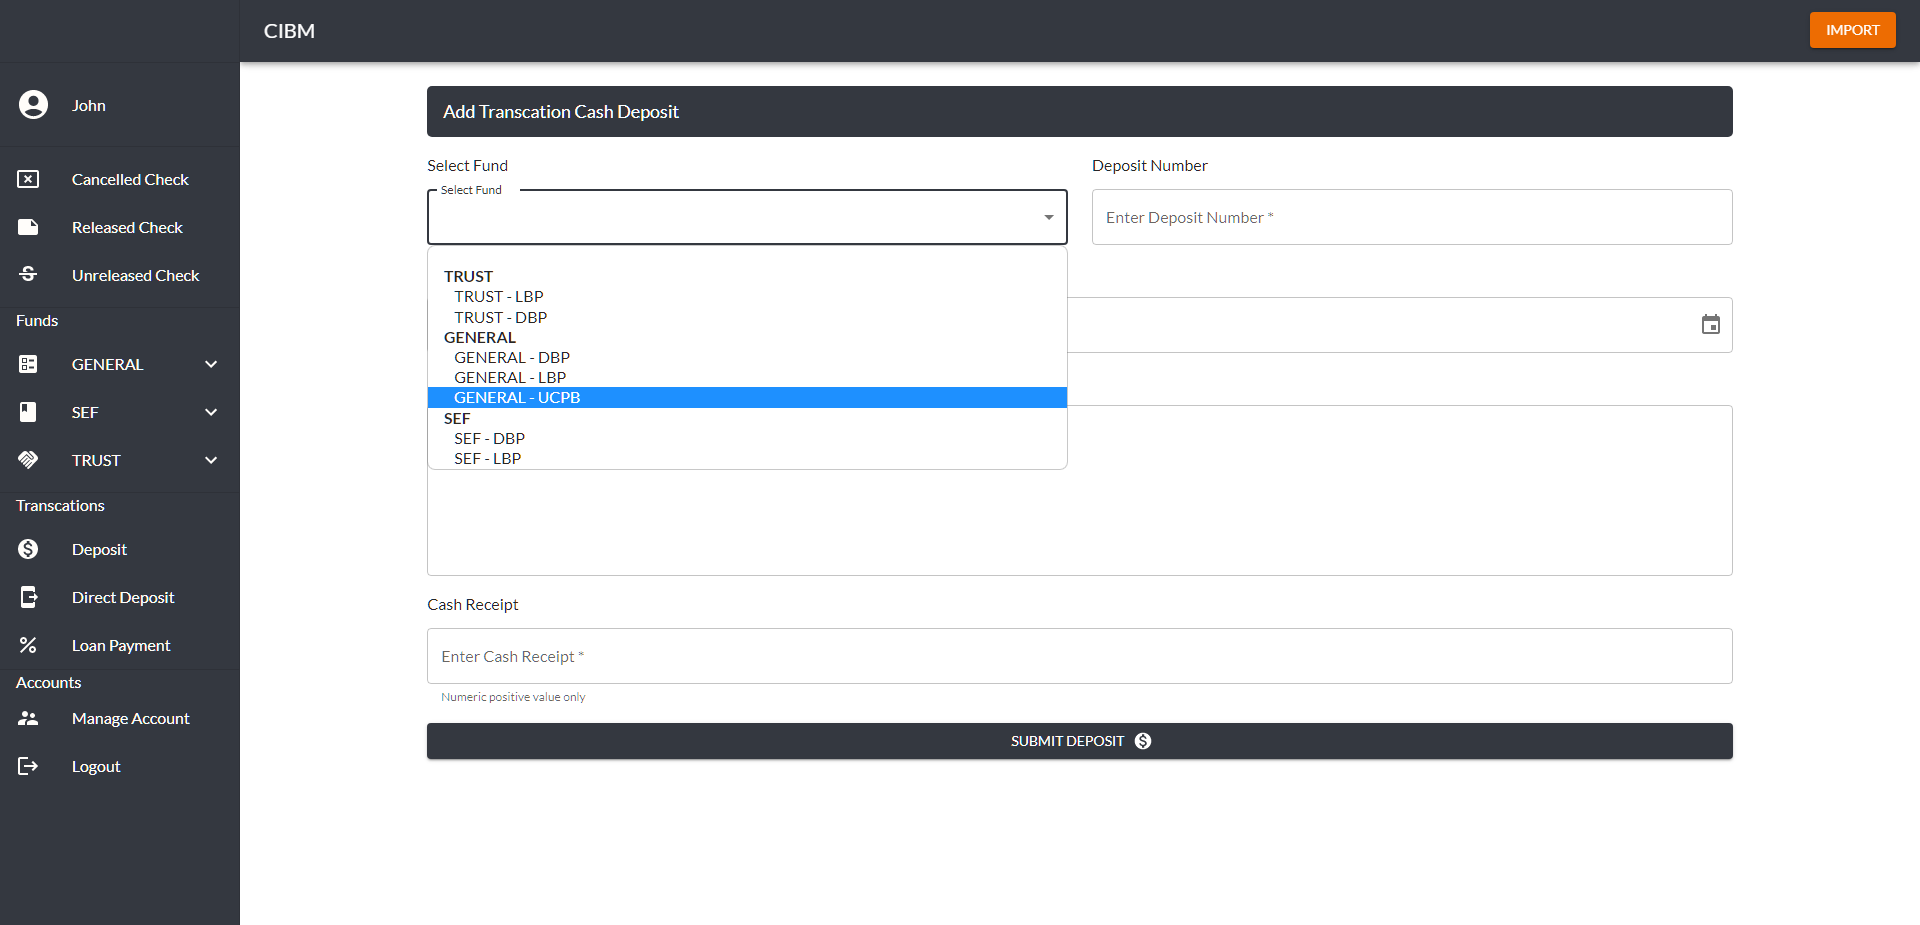 CIBM
IMPORT
John
Cancelled Check
Released Check
Unreleased Check
Funds
GENERAL
SEF
TRUST
Transcations
Deposit
Direct Deposit
Loan Payment
Accounts
Manage Account
Logout
Add Transcation Cash Deposit
Select Fund
Select Fund
TRUST
TRUST - LBP
TRUST - DBP
GENERAL
GENERAL - DBP
GENERAL - LBP
GENERAL - UCPB
SEF
SEF - DBP
SEF - LBP
Deposit Number
Enter Deposit Number *
Cash Receipt
Enter Cash Receipt *
Numeric positive value only
SUBMIT DEPOSIT